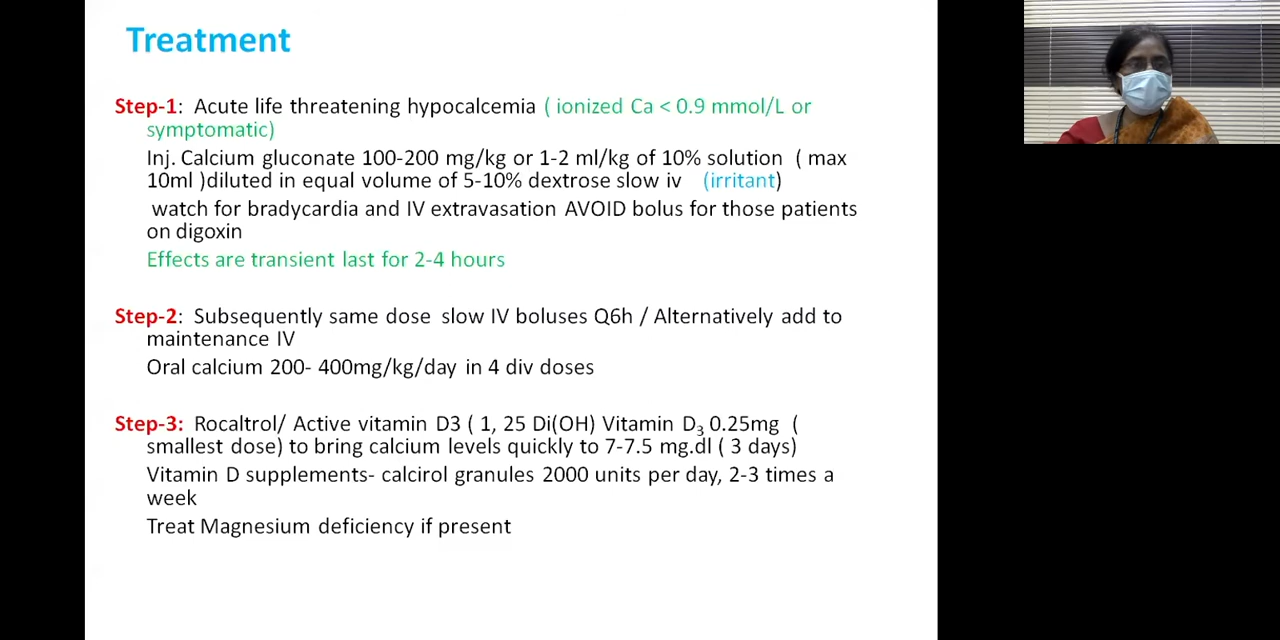 Treatment
Step-1: Acute life threatening hypocalcemia ( ionized Ca < 0.9 mmol/L or
symptomatic)
Inj. Calcium gluconate 100-200 mg/kg or 1-2 ml/kg of 10% solution ( max
10ml )diluted in equal volume of 5-10% dextrose slow iv (irritant)
watch for bradycardia and IV extravasation AVOID bolus for those patients
on digoxin
Effects are transient last for 2-4 hours
Step-2: Subsequently same dose slow IV boluses Q6h / Alternatively add to
maintenance IV
Oral calcium 200- 400mg/kg/day in 4 div doses
Step-3: Rocaltrol/ Active vitamin D3 ( 1, 25 Di(OH) Vitamin D3 0.25mg (
smallest dose) to bring calcium levels quickly to 7-7.5 mg.dl ( 3 days)
Vitamin D supplements- calcirol granules 2000 units per day, 2-3 times a
week
Treat Magnesium deficiency if present